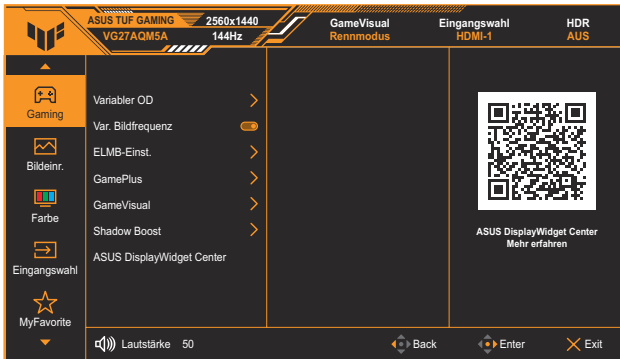 ASUS TUF GAMING 2560x1440
VG27AQM5A 144Hz
GameVisual
Rennmodus
Eingangswahl
HDMI-1
HDR
AUS
Gaming
Bildeinr.
Farbe
Eingangswahl
MyFavorite
Variabler OD
Var. Bildfrequenz
ELMB-Einst.
GamePlus
GameVisual
Shadow Boost
ASUS DisplayWidget Center
ASUS DisplayWidget Center
Mehr erfahren
Lautstärke 50
Back
Enter
Exit